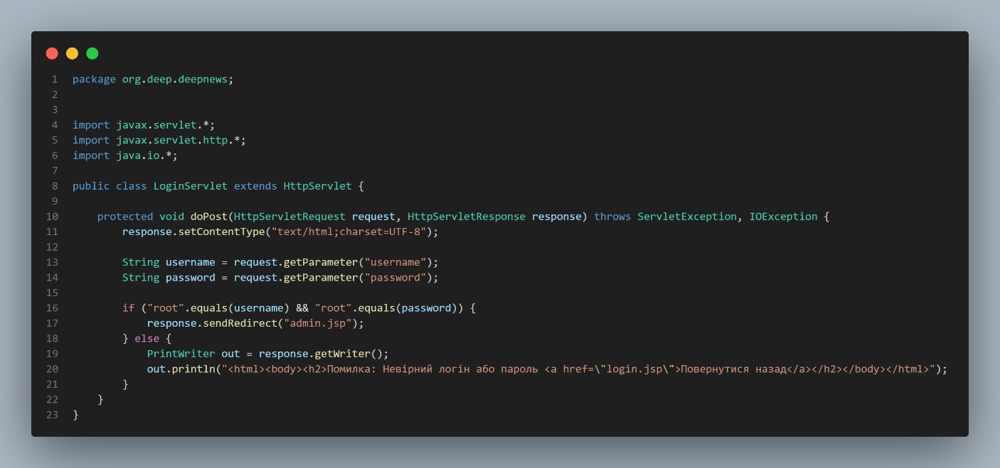 1 package org.deep.deepnews;
2
3
4 import javax.servlet.*;
5 import javax.servlet.http.*;
6 import java.io.*;
7
8 public class LoginServlet extends HttpServlet {
9
10     protected void doPost(HttpServletRequest request, HttpServletResponse response) throws ServletException, IOException {
11         response.setContentType("text/html;charset=UTF-8");
12
13         String username = request.getParameter("username");
14         String password = request.getParameter("password");
15
16         if ("root".equals(username) && "root".equals(password)) {
17             response.sendRedirect("admin.jsp");
18         } else {
19             PrintWriter out = response.getWriter();
20             out.println("<html><body><h2>Помилка: Невірний логін або пароль <a href=\"login.jsp\">Повернутися назад</a></h2></body></html>");
21         }
22     }
23 }